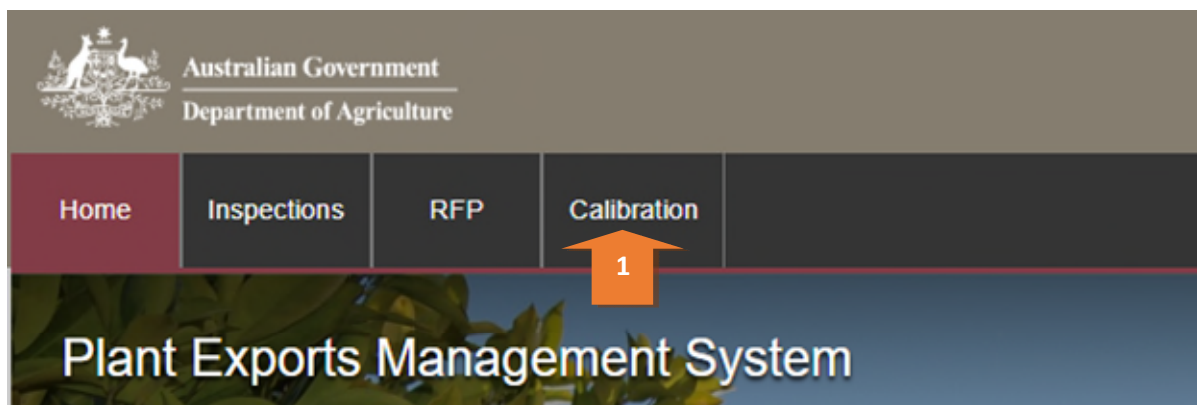 Australian Government
Department of Agriculture
Home Inspections RFP Calibration
1
Plant Exports Management System